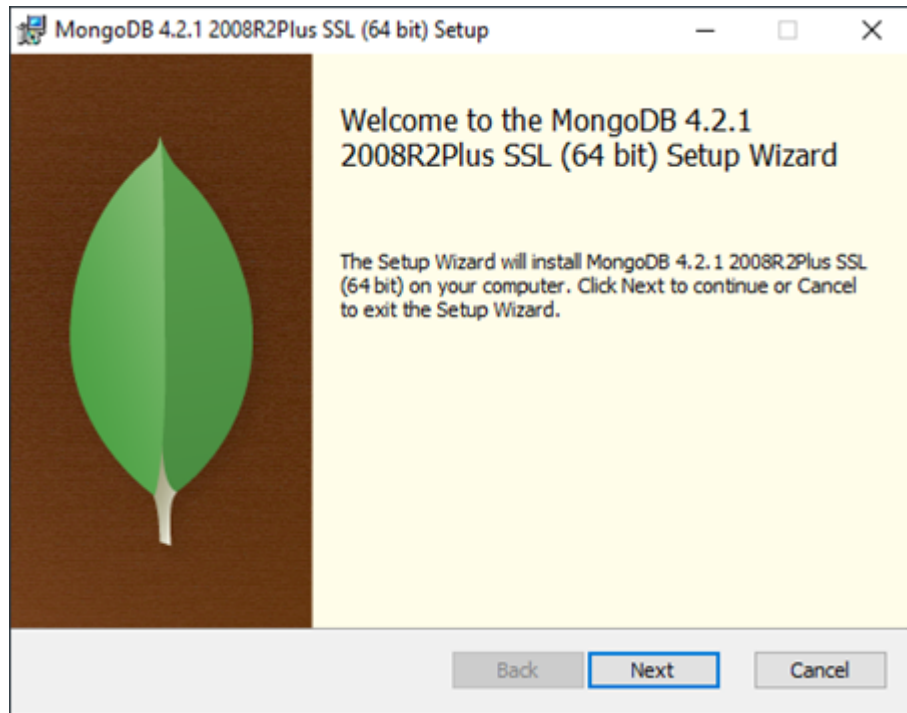 MongoDB 4.2.1 2008R2Plus SSL (64 bit) Setup
Welcome to the MongoDB 4.2.1
2008R2Plus SSL (64 bit) Setup Wizard
The Setup Wizard will install MongoDB 4.2.1 2008R2Plus SSL
(64 bit) on your computer. Click Next to continue or Cancel
to exit the Setup Wizard.
Back Next Cancel